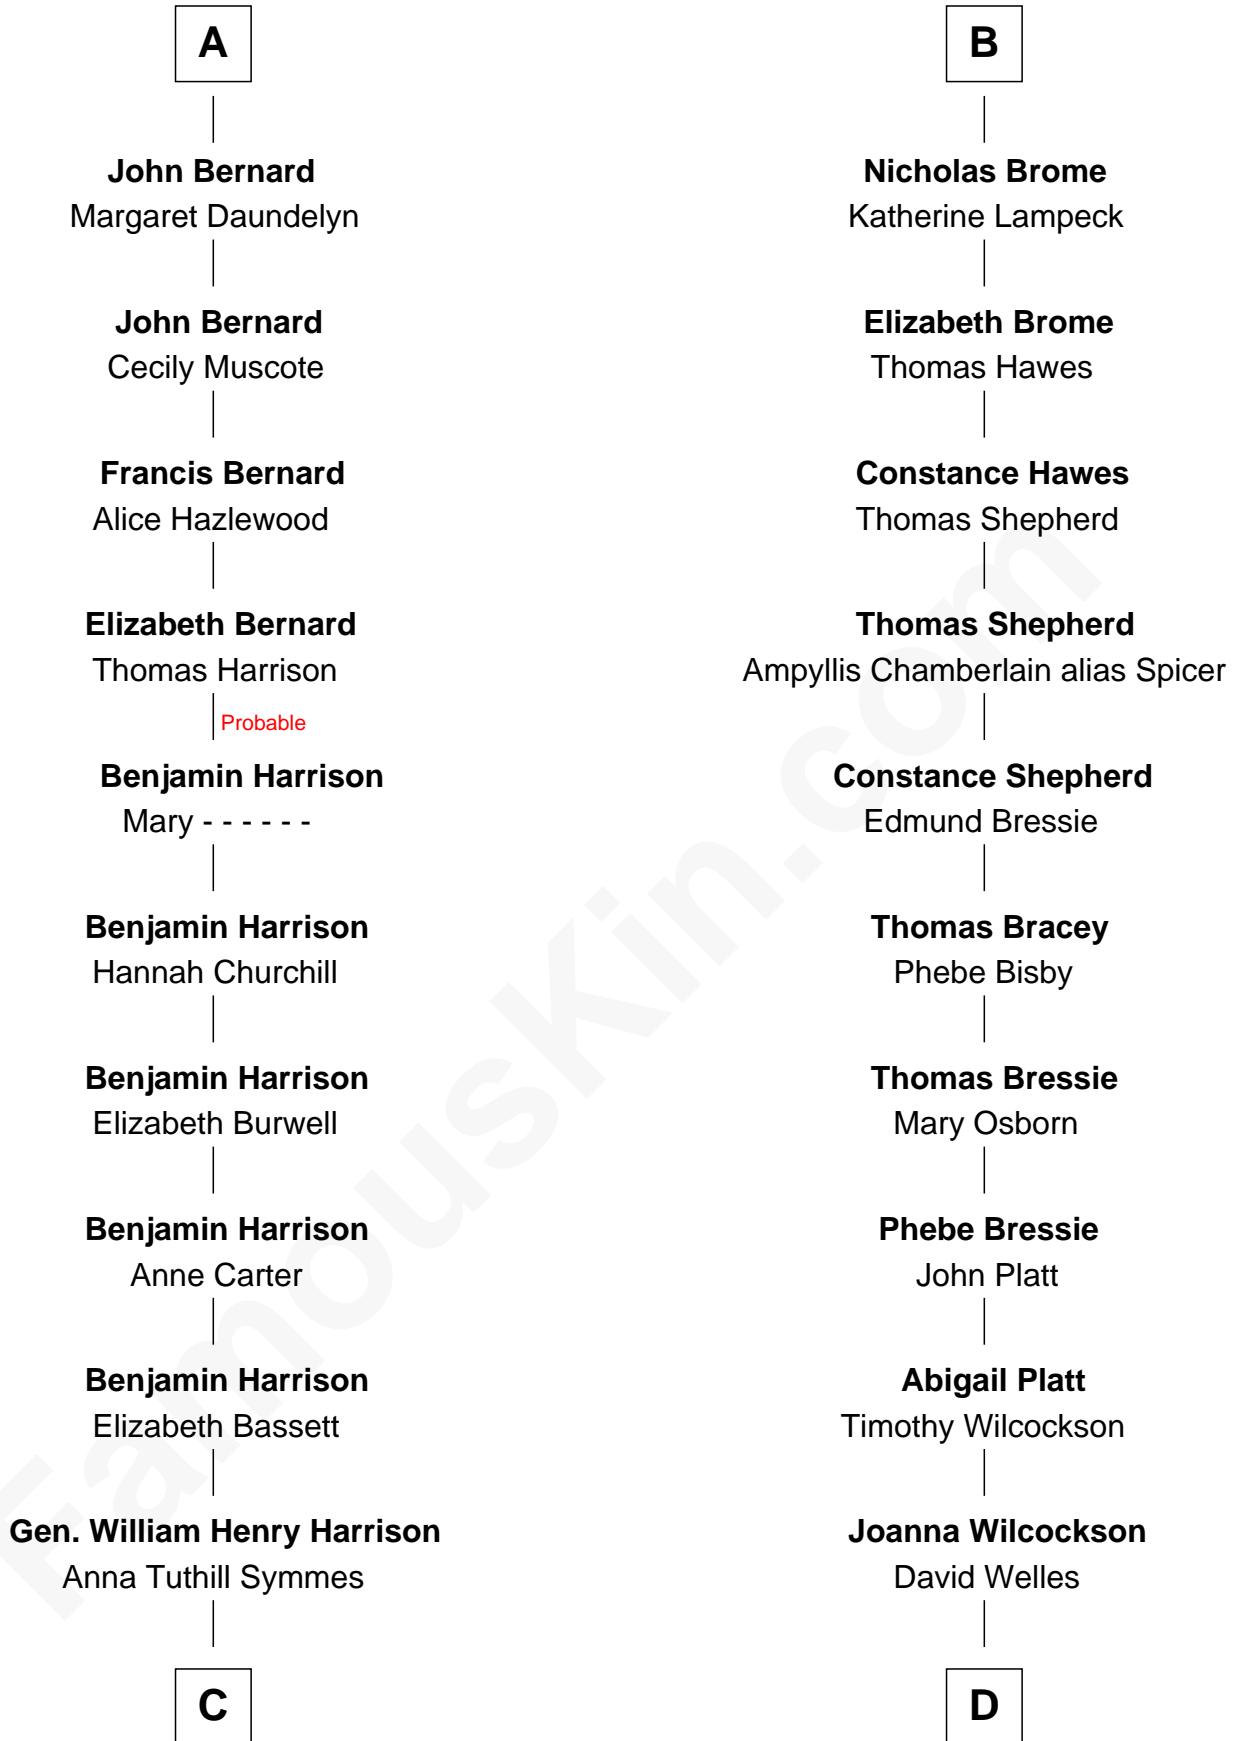 A
John Bernard
Margaret Daundelyn
John Bernard
Cecily Muscote
Francis Bernard
Alice Hazlewood
Elizabeth Bernard
Thomas Harrison
Probable
Benjamin Harrison
Mary - - - - - -
Benjamin Harrison
Hannah Churchill
Benjamin Harrison
Elizabeth Burwell
Benjamin Harrison
Anne Carter
Benjamin Harrison
Elizabeth Bassett
Gen. William Henry Harrison
Anna Tuthill Symmes
C
B
Nicholas Brome
Katherine Lampeck
Elizabeth Brome
Thomas Hawes
Constance Hawes
Thomas Shepherd
Thomas Shepherd
Ampyllis Chamberlain alias Spicer
Constance Shepherd
Edmund Bressie
Thomas Bracey
Phebe Bisby
Thomas Bressie
Mary Osborn
Phebe Bressie
John Platt
Abigail Platt
Timothy Wilcockson
Joanna Wilcockson
David Welles
D
FamousKin.com